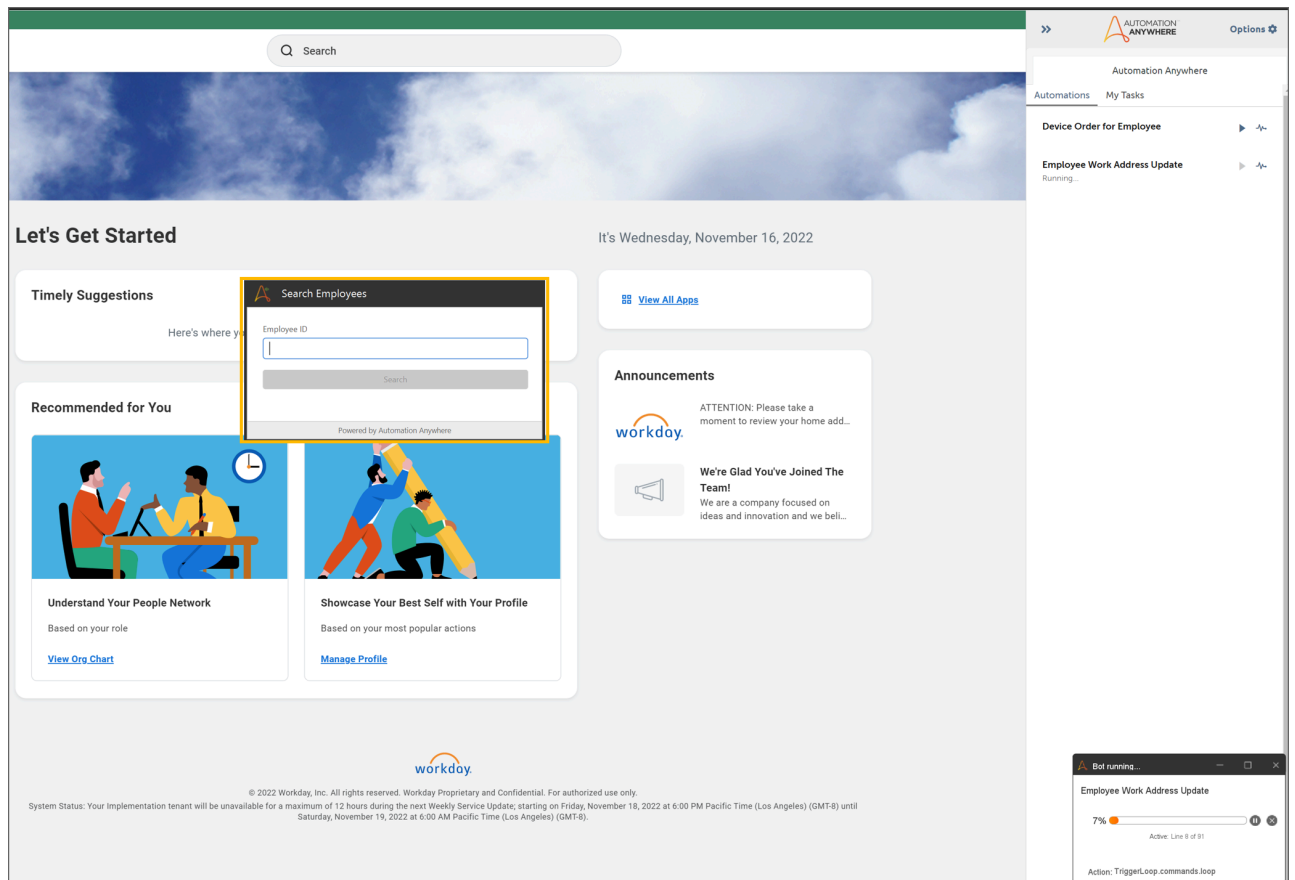 Search
AUTOMATION
ANYWHERE
Options
Automation Anywhere
Automations My Tasks
Device Order for Employee
Employee Work Address Update
Running...
Let's Get Started
It's Wednesday, November 16, 2022
Timely Suggestions
Here's where yo
Search Employees
Employee ID
Search
Powered by Automation Anywhere
View All Apps
Recommended for You
Understand Your People Network
Based on your role
View Org Chart
Showcase Your Best Self with Your Profile
Based on your most popular actions
Manage Profile
Announcements
workday.
ATTENTION: Please take a
moment to review your home add...
We're Glad You've Joined The
Team!
We are a company focused on
ideas and innovation and we beli...
workday.
© 2022 Workday, Inc. All rights reserved. Workday Proprietary and Confidential. For authorized use only.
System Status: Your Implementation tenant will be unavailable for a maximum of 12 hours during the next Weekly Service Update; starting on Friday, November 18, 2022 at 6:00 PM Pacific Time (Los Angeles) (GMT-8) until
Saturday, November 19, 2022 at 6:00 AM Pacific Time (Los Angeles) (GMT-8).
Bot running...
Employee Work Address Update
7%
Active: Line 8 of 91
Action: TriggerLoop.commands.loop